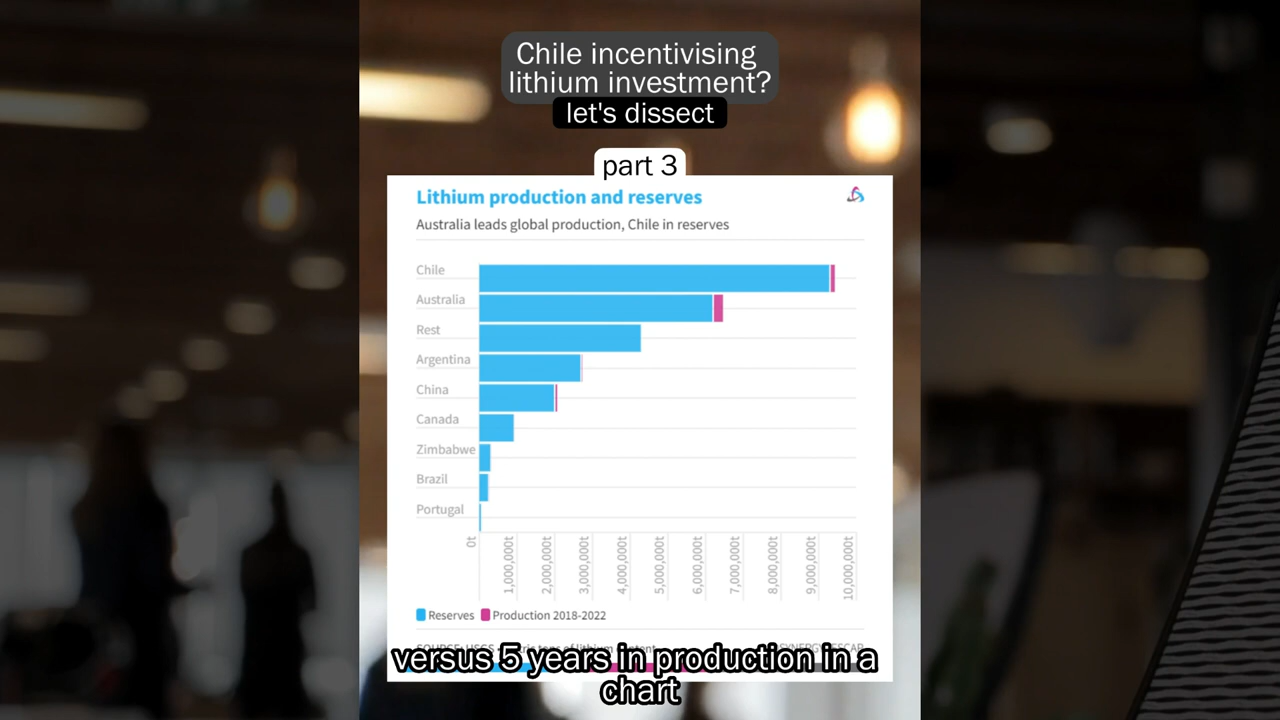 Chile incentivising
lithium investment?
let's dissect
part 3
Lithium production and reserves
Australia leads global production, Chile in reserves
Chile
Australia
Rest
Argentina
China
Canada
Zimbabwe
Brazil
Portugal
0t
1,000,000t
2,000,000t
3,000,000t
4,000,000t
5,000,000t
6,000,000t
7,000,000t
8,000,000t
9,000,000t
10,000,000t
Reserves
Production 2018-2022
of lithium
versus 5 years in production in a
chart